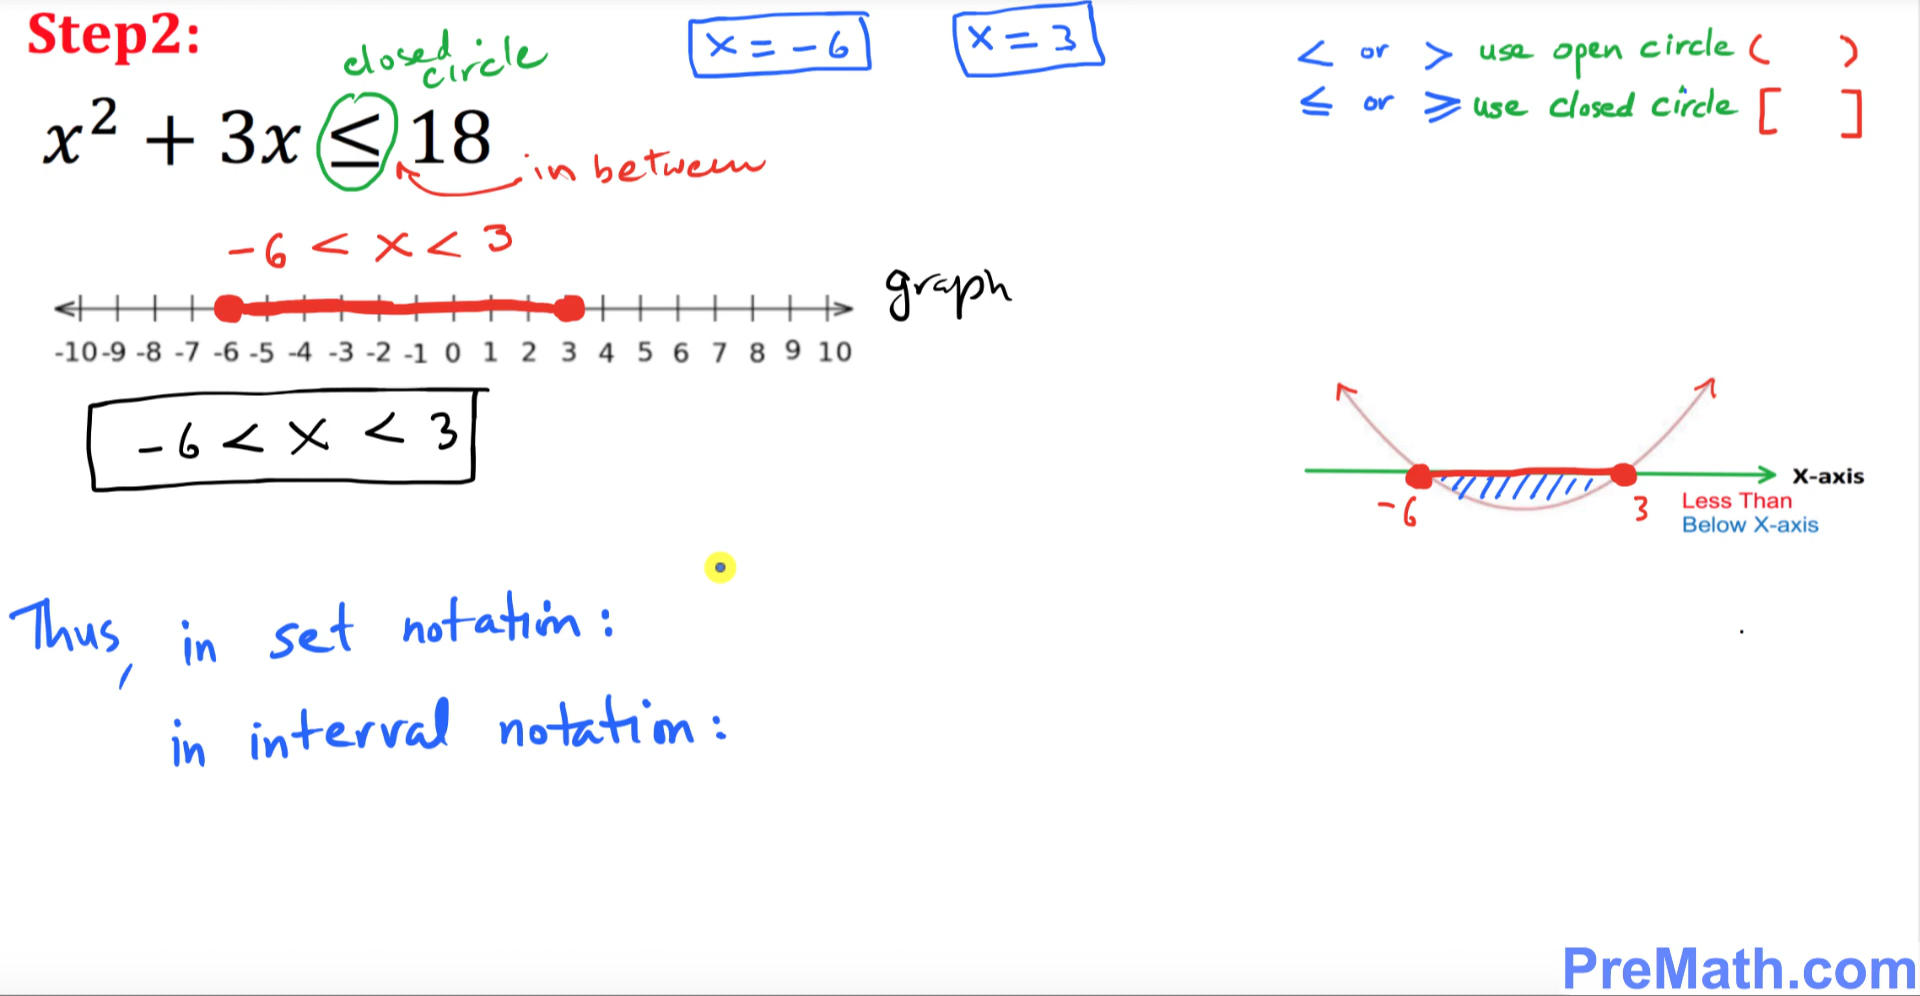 Step2:
closed circle
x = -6
x = 3
< or > use open circle ( )
≤ or ≥ use closed circle [ ]
x² + 3x ≤ 18
in between
-6 < x < 3
graph
-10 -9 -8 -7 -6 -5 -4 -3 -2 -1 0 1 2 3 4 5 6 7 8 9 10
-6 < x < 3
X-axis
-6
3
Less Than
Below X-axis
Thus, in set notation:
in interval notation:
PreMath.com